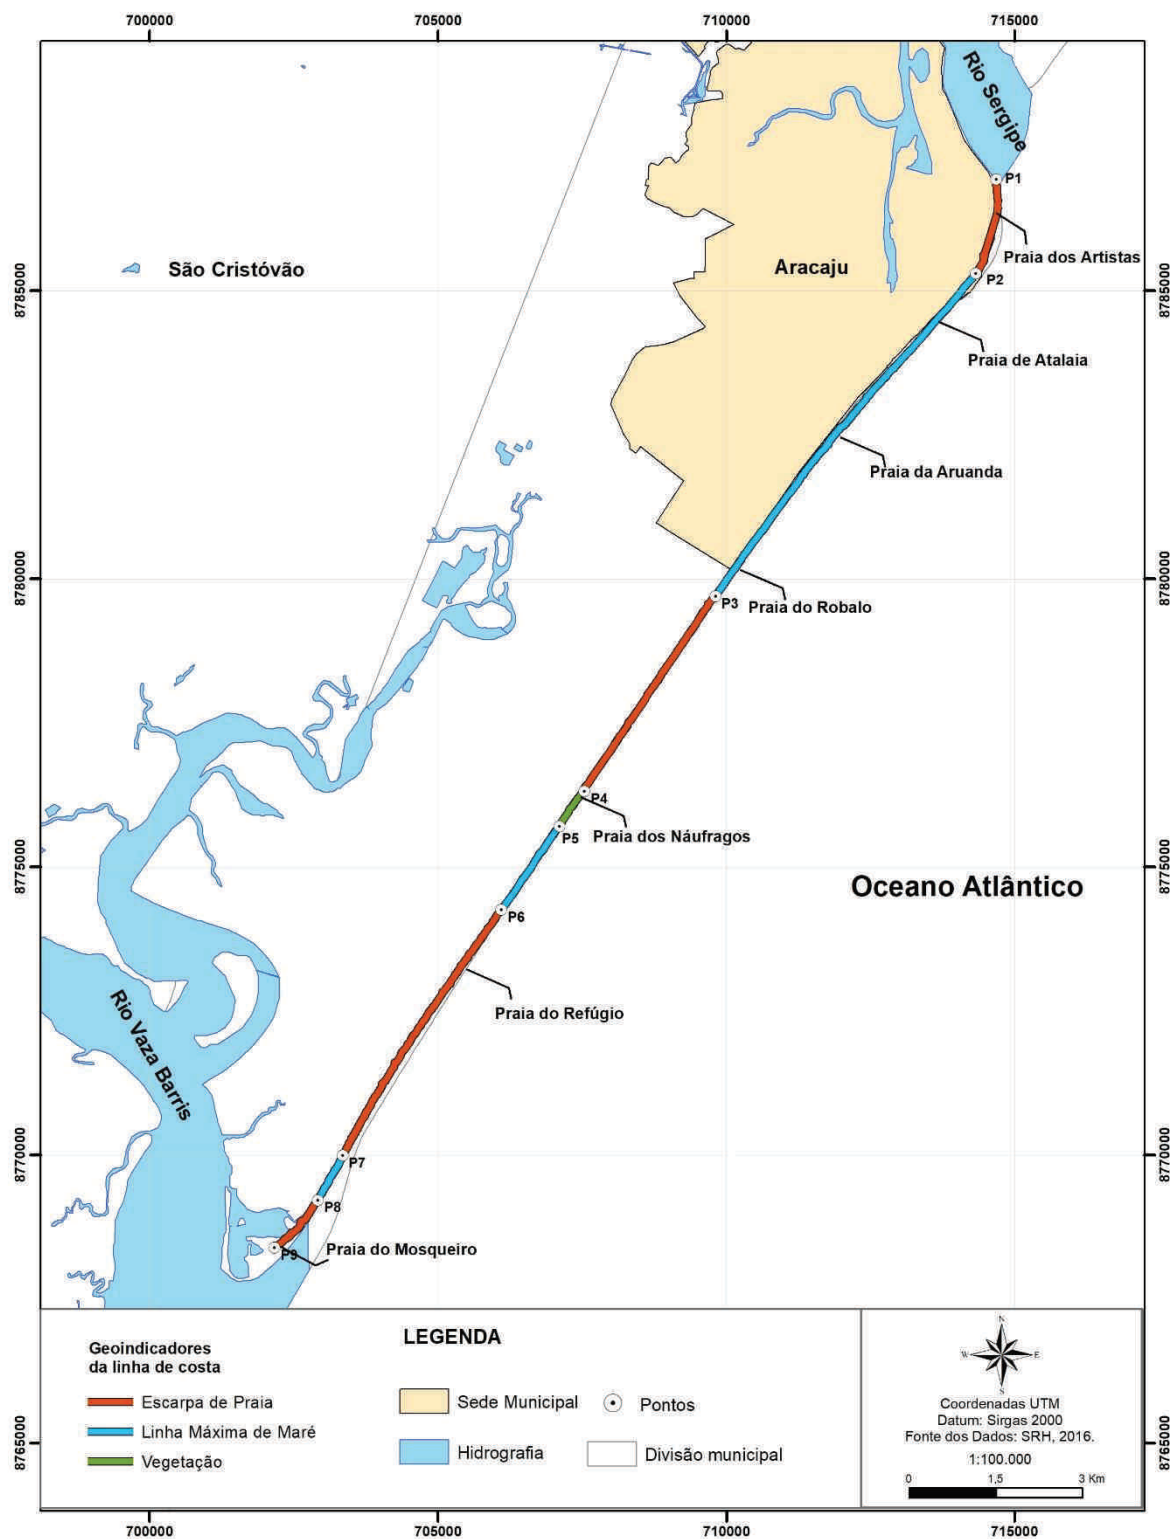 700000
705000
710000
715000
Rio Sergipe
P1
Praia dos Artistas
São Cristóvão
Aracaju
P2
8785000
8785000
Praia de Atalaia
Praia da Aruanda
8780000
8780000
P3
Praia do Robalo
P4
Praia dos Náufragos
P5
8775000
8775000
Oceano Atlântico
P6
Praia do Refúgio
Rio Vaza Barris
8770000
8770000
P7
P8
P9
Praia do Mosqueiro
LEGENDA
Geoindicadores
da linha de costa
Escarpa de Praia
Linha Máxima de Maré
Vegetação
Sede Municipal
Pontos
Hidrografia
Divisão municipal
N
W
E
S
Coordenadas UTM
Datum: Sirgas 2000
Fonte dos Dados: SRH, 2016.
1:100.000
0
1,5
3 Km
8765000
8765000
700000
705000
710000
715000